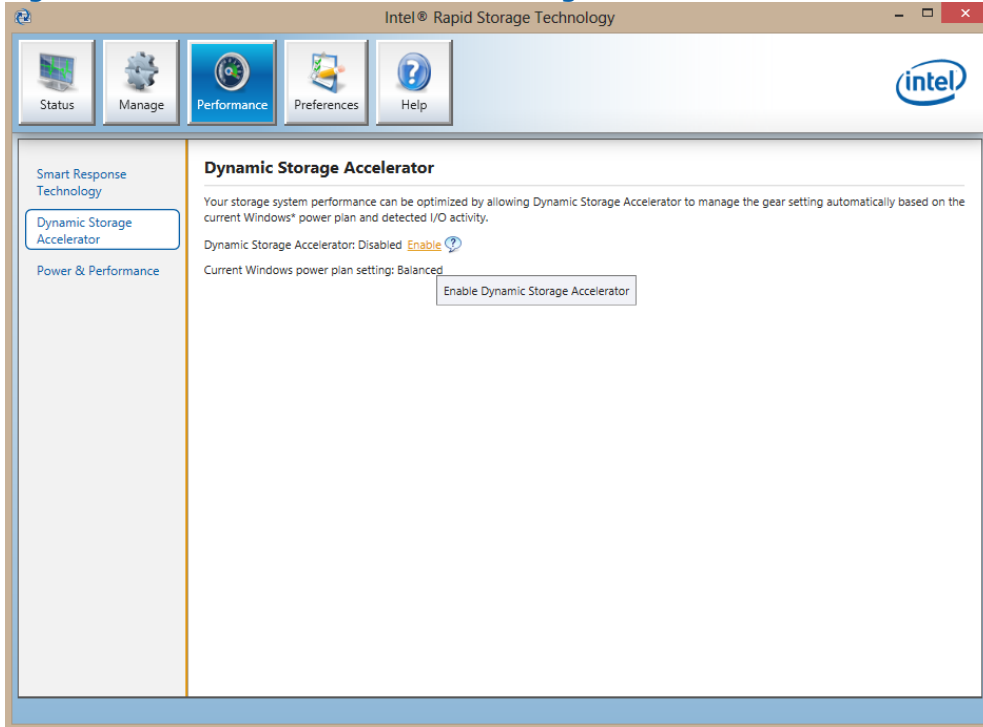 Intel® Rapid Storage Technology
Status
Manage
Performance
Preferences
Help
intel
Smart Response
Technology
Dynamic Storage
Accelerator
Power & Performance
Dynamic Storage Accelerator
Your storage system performance can be optimized by allowing Dynamic Storage Accelerator to manage the gear setting automatically based on the
current Windows* power plan and detected I/O activity.
Dynamic Storage Accelerator: Disabled Enable
Current Windows power plan setting: Balanced
Enable Dynamic Storage Accelerator